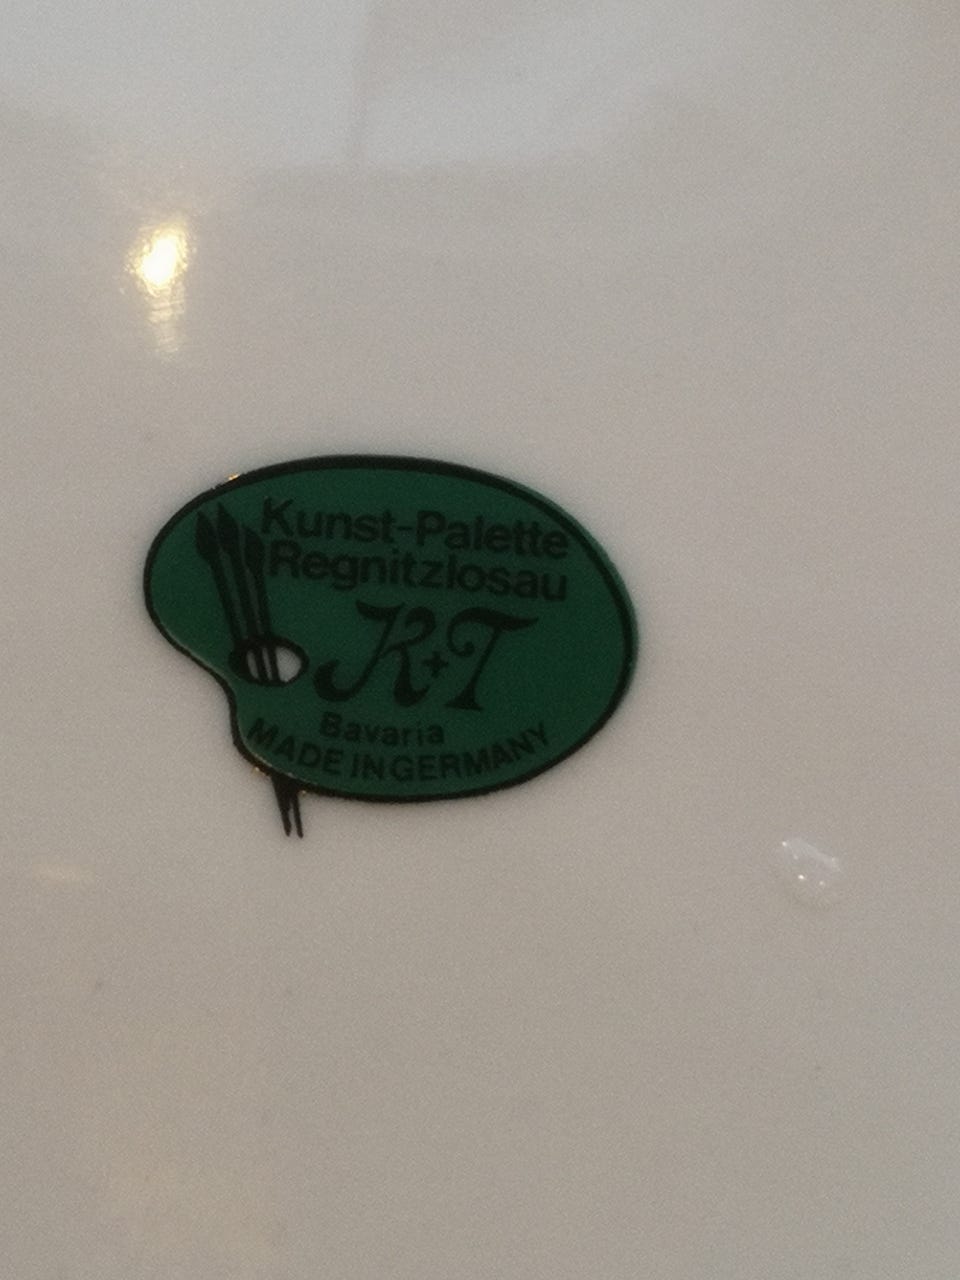 Kunst-Palette
Regnitzlosau
K+T
Bavaria
MADE IN GERMANY